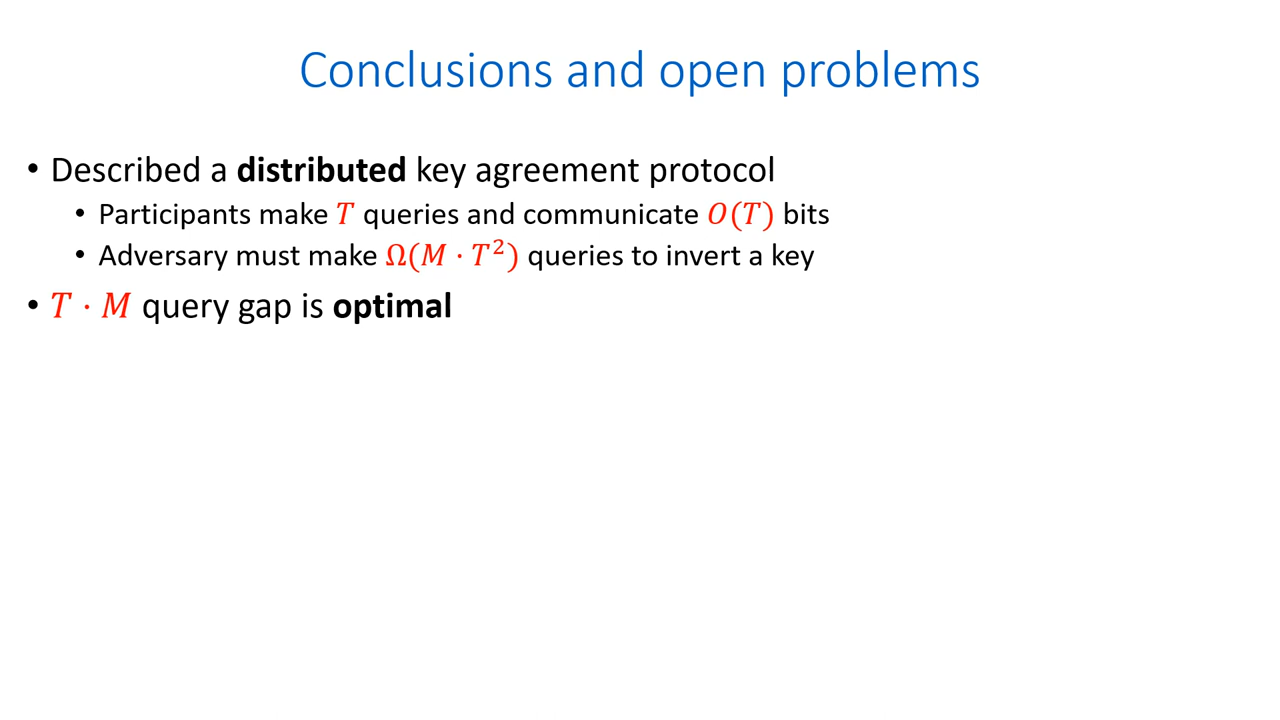 Conclusions and open problems
• Described a distributed key agreement protocol
• Participants make T queries and communicate O(T) bits
• Adversary must make Ω(M · T²) queries to invert a key
• T · M query gap is optimal